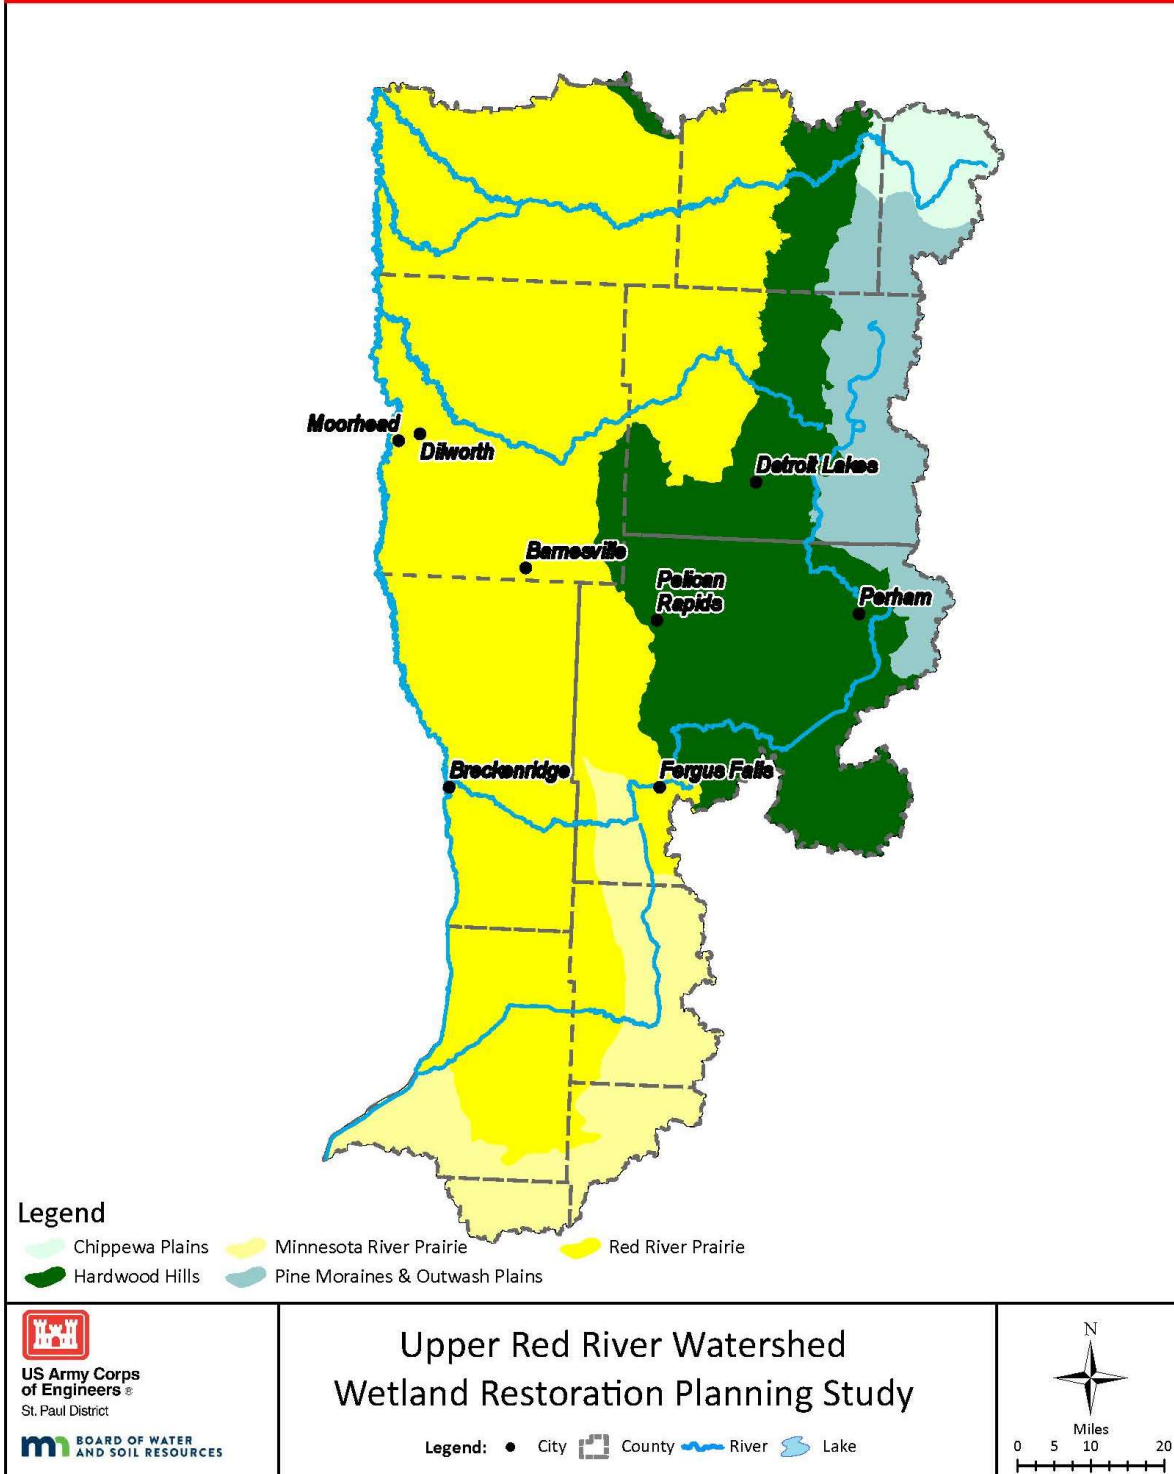 Moorhead
Dilworth
Detroit Lakes
Barnesville
Pelican
Rapids
Perham
Breckenridge
Fergus Falls
Legend
Chippewa Plains
Minnesota River Prairie
Red River Prairie
Hardwood Hills
Pine Moraines & Outwash Plains
US Army Corps
of Engineers ®
St. Paul District
BOARD OF WATER
AND SOIL RESOURCES
Upper Red River Watershed
Wetland Restoration Planning Study
Legend: City County River Lake
N
Miles
0 5 10 20